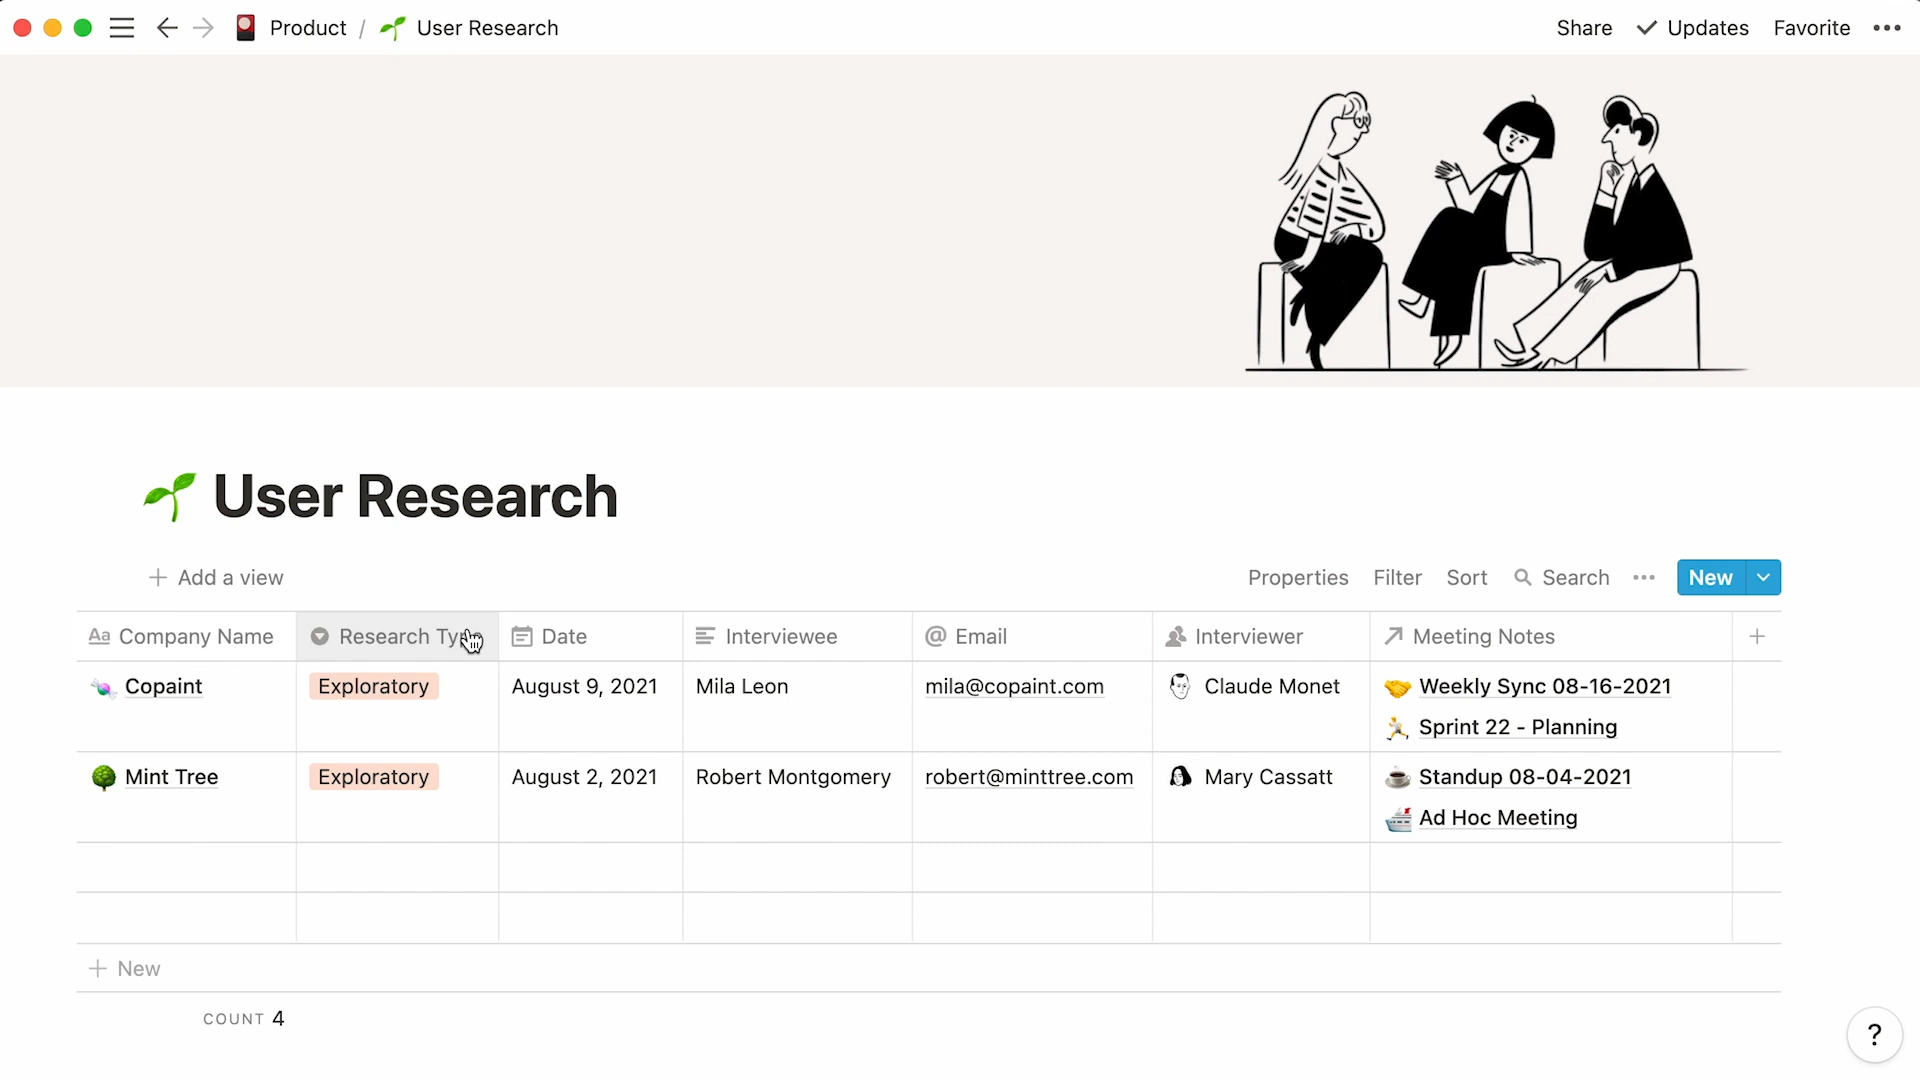 Product / User Research
Share Updates Favorite
User Research
Add a view
Properties Filter Sort Search New
Aa Company Name Research Type Date Interviewee @ Email Interviewer Meeting Notes
Copaint Exploratory August 9, 2021 Mila Leon mila@copaint.com Claude Monet Weekly Sync 08-16-2021
Sprint 22 - Planning
Mint Tree Exploratory August 2, 2021 Robert Montgomery robert@minttree.com Mary Cassatt Standup 08-04-2021
Ad Hoc Meeting
New
COUNT 4
?